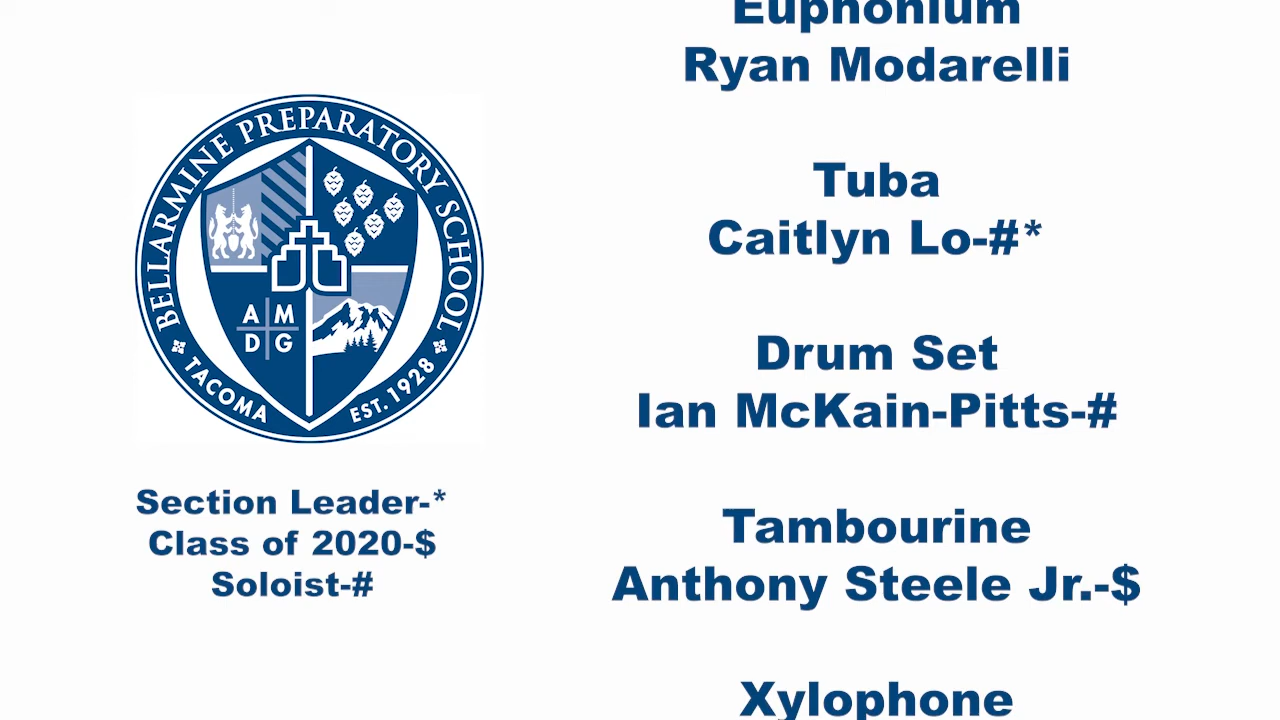 BELLARMINE PREPARATORY SCHOOL
A M
D G
TACOMA
EST. 1928
Section Leader-*
Class of 2020-$
Soloist-#
Euphonium
Ryan Modarelli
Tuba
Caitlyn Lo-#*
Drum Set
Ian McKain-Pitts-#
Tambourine
Anthony Steele Jr.-$
Xylophone